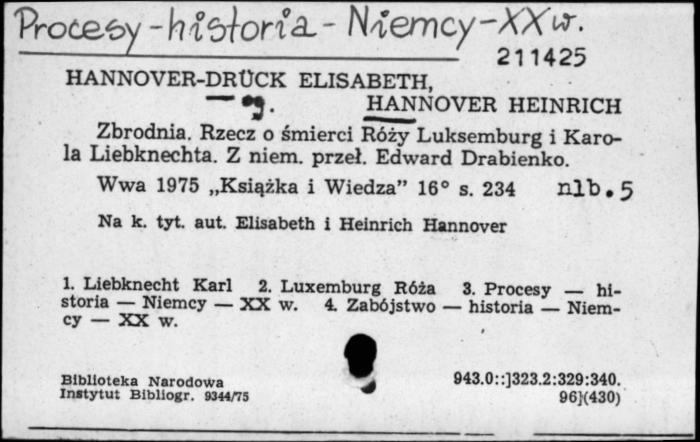 Procesy - historia - Niemcy - XX w.
211425
HANNOVER-DRÜCK ELISABETH,
HANNOVER HEINRICH
Zbrodnia. Rzecz o śmierci Róży Luksemburg i Karo-
la Liebknechta. Z niem. przeł. Edward Drabienko.
Wwa 1975 „Książka i Wiedza” 16° s. 234 nlb. 5
Na k. tyt. aut. Elisabeth i Heinrich Hannover
1. Liebknecht Karl 2. Luxemburg Róża 3. Procesy — hi-
storia — Niemcy — XX w. 4. Zabójstwo — historia — Niem-
cy — XX w.
Biblioteka Narodowa
Instytut Bibliogr. 9344/75
943.0::]323.2:329:340.
96](430)